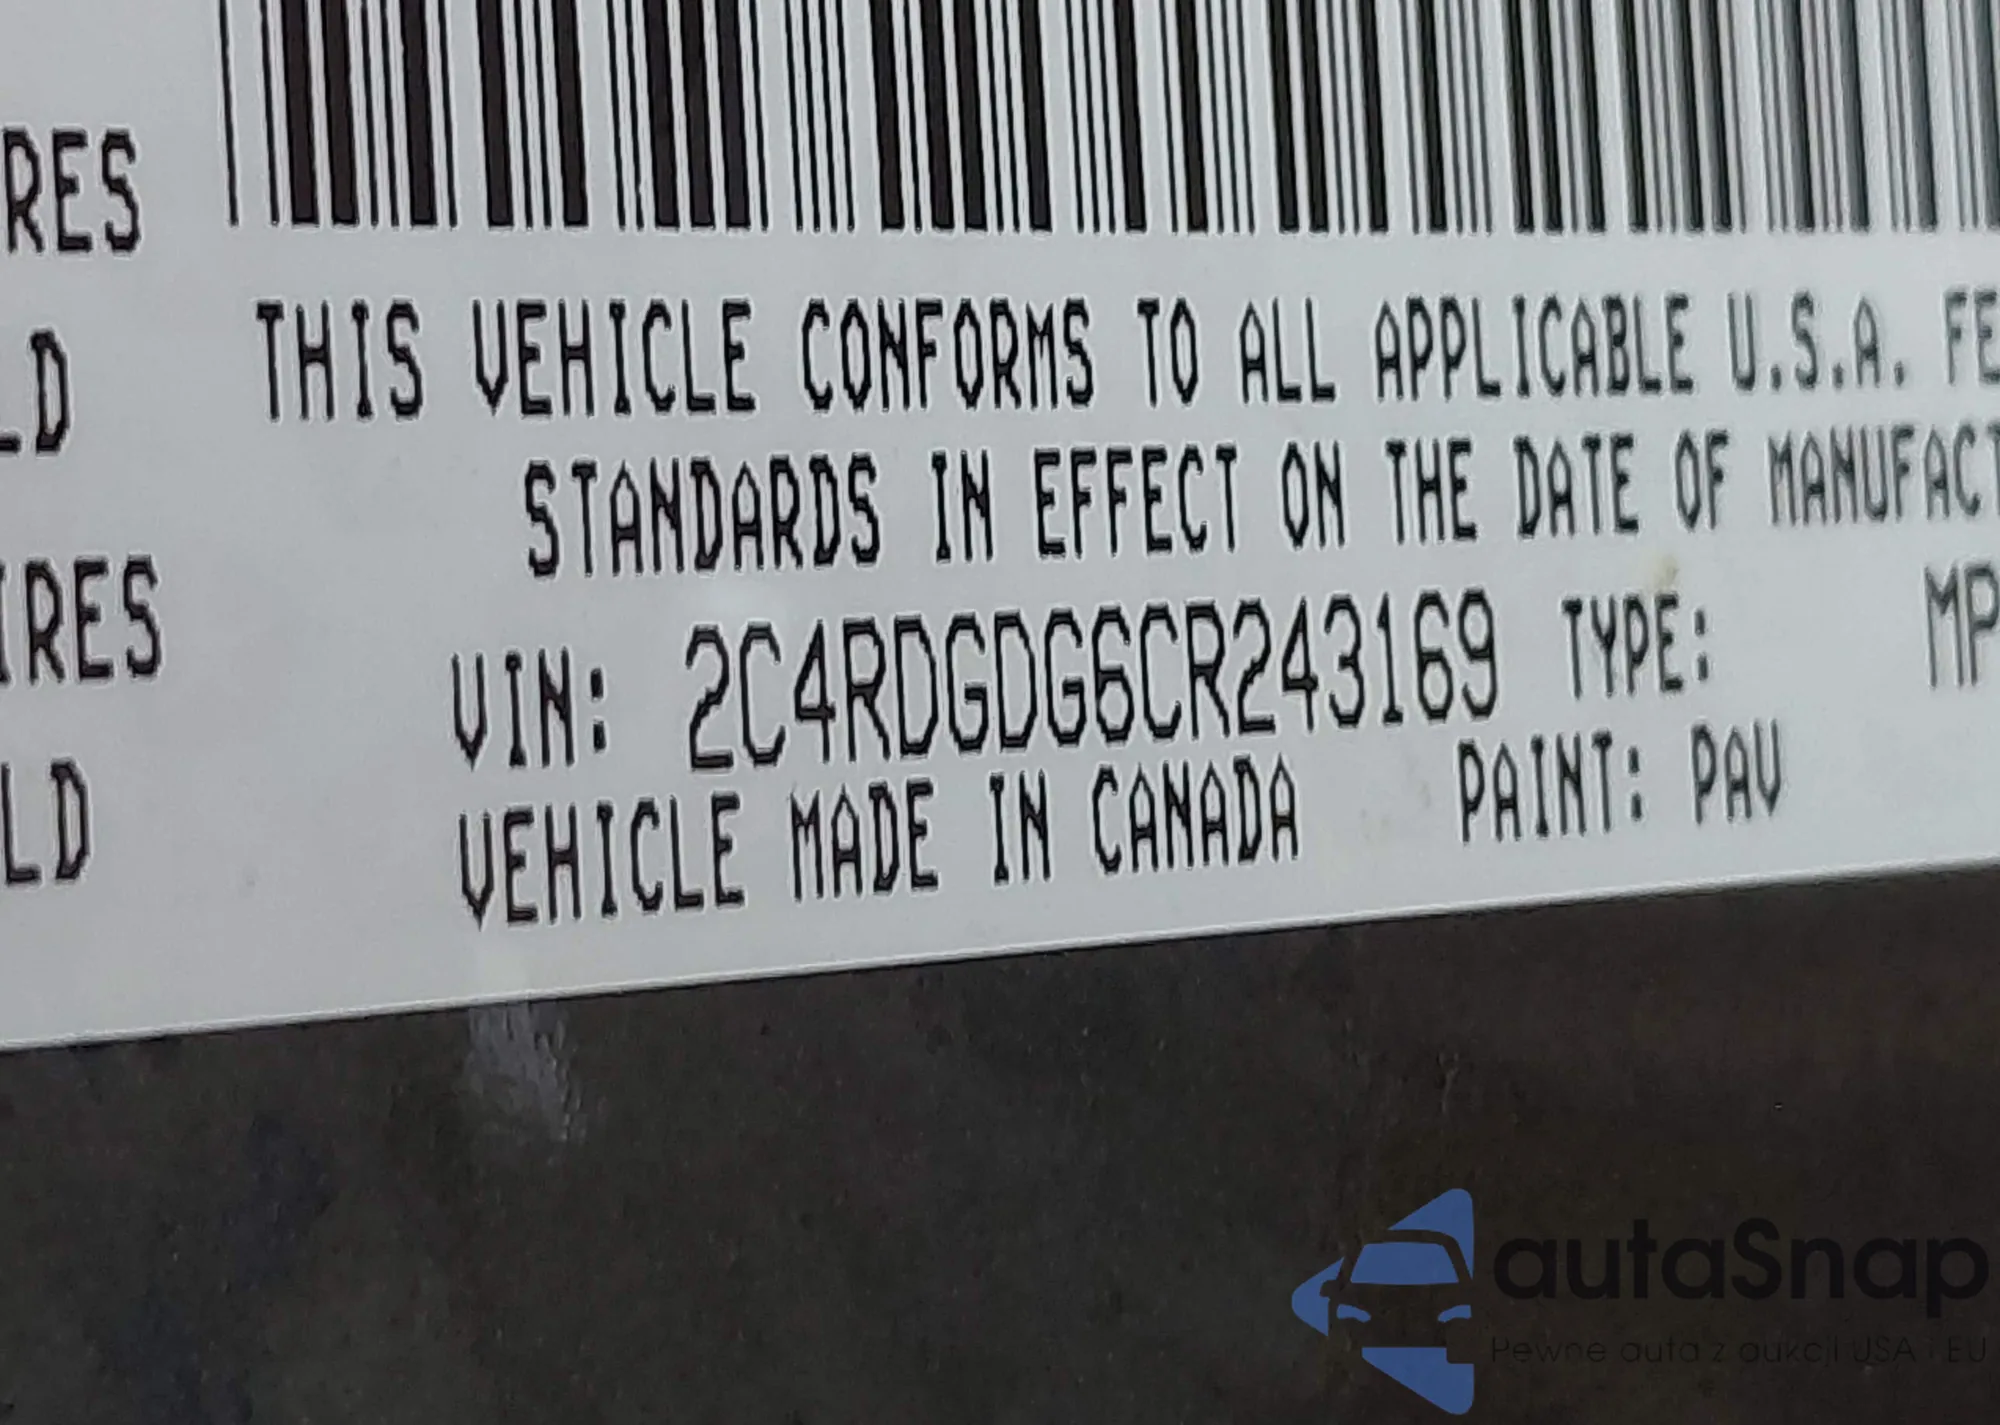 RES
LD
IRES
LD
THIS VEHICLE CONFORMS TO ALL APPLICABLE U.S.A. FE
STANDARDS IN EFFECT ON THE DATE OF MANUFACT
VIN: 2C4RDGDG6CR243169 TYPE: MP
VEHICLE MADE IN CANADA PAINT: PAV
autaSnap
Pewne auta z aukcji USA i EU